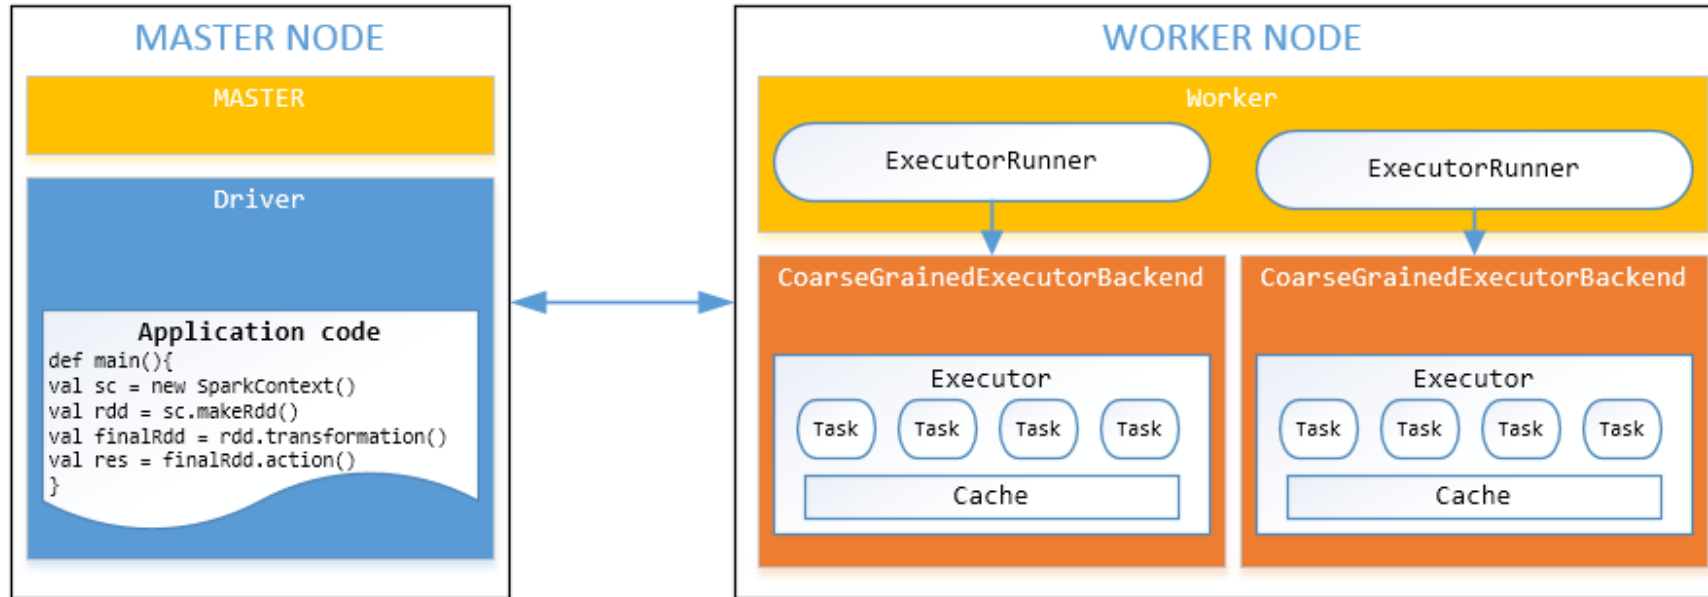 MASTER NODE
MASTER
Driver
Application code
def main(){
val sc = new SparkContext()
val rdd = sc.makeRdd()
val finalRdd = rdd.transformation()
val res = finalRdd.action()
}
WORKER NODE
Worker
ExecutorRunner
ExecutorRunner
CoarseGrainedExecutorBackend
Executor
Task Task Task Task
Cache
CoarseGrainedExecutorBackend
Executor
Task Task Task Task
Cache